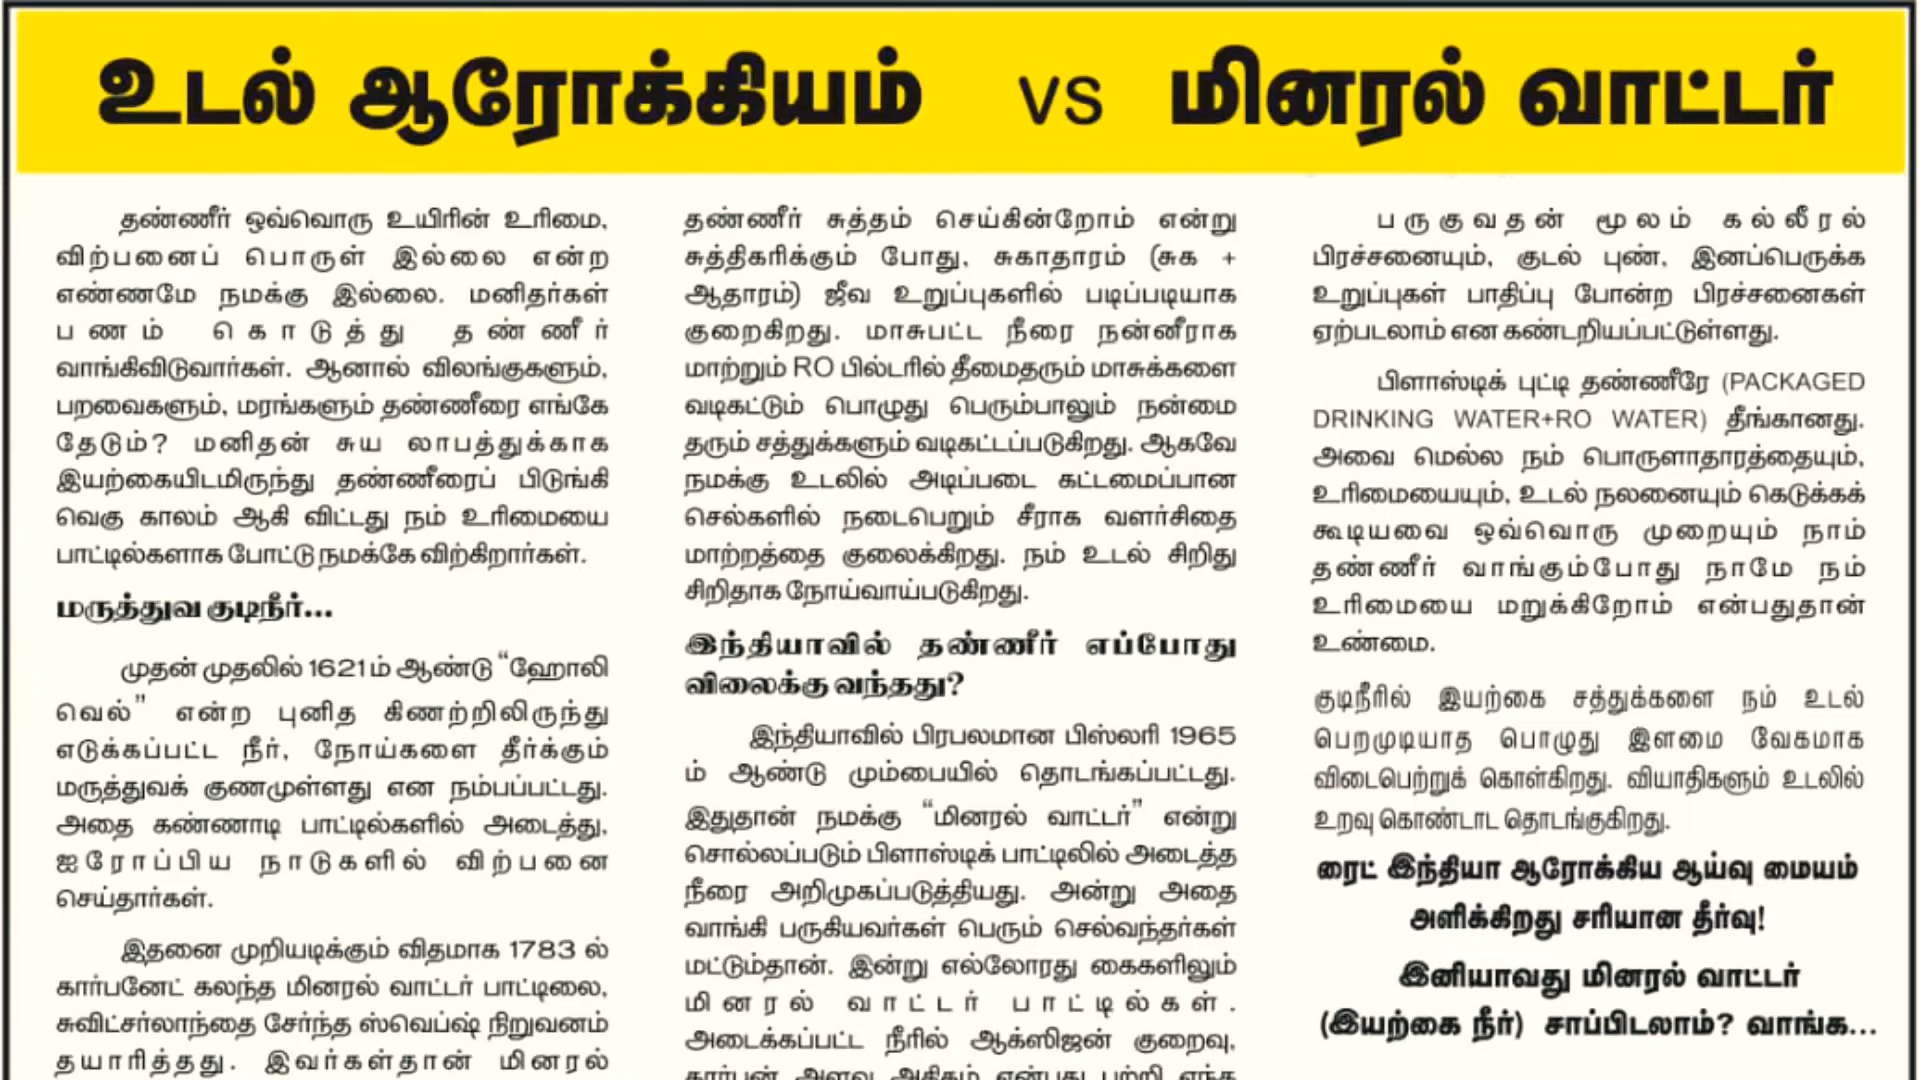 உடல் ஆரோக்கியம் vs மினரல் வாட்டர்
தண்ணீர் ஒவ்வொரு உயிரின் உரிமை,
விற்பனைப் பொருள் இல்லை என்ற
எண்ணமே நமக்கு இல்லை. மனிதர்கள்
பணம் கொடுத்து தண்ணீர்
வாங்கிவிடுவார்கள். ஆனால் விலங்குகளும்,
பறவைகளும், மரங்களும் தண்ணீரை எங்கே
தேடும்? மனிதன் சுய லாபத்துக்காக
இயற்கையிடமிருந்து தண்ணீரைப் பிடுங்கி
வெகு காலம் ஆகி விட்டது நம் உரிமையை
பாட்டில்களாக போட்டு நமக்கே விற்கிறார்கள்.
மருத்துவ குடிநீர்...
முதன் முதலில் 1621ம் ஆண்டு “ஹோலி
வெல்” என்ற புனித கிணற்றிலிருந்து
எடுக்கப்பட்ட நீர், நோய்களை தீர்க்கும்
மருத்துவக் குணமுள்ளது என நம்பப்பட்டது.
அதை கண்ணாடி பாட்டில்களில் அடைத்து,
ஐரோப்பிய நாடுகளில் விற்பனை
செய்தார்கள்.
இதனை முறியடிக்கும் விதமாக 1783 ல்
கார்பனேட் கலந்த மினரல் வாட்டர் பாட்டிலை,
சுவிட்சர்லாந்தை சேர்ந்த ஸ்வெப்ஷ் நிறுவனம்
தயாரித்தது. இவர்கள்தான் மினரல்
தண்ணீர் சுத்தம் செய்கின்றோம் என்று
சுத்திகரிக்கும் போது, சுகாதாரம் (சுக +
ஆதாரம்) ஜீவ உறுப்புகளில் படிப்படியாக
குறைகிறது. மாசுபட்ட நீரை நன்னீராக
மாற்றும் RO பில்டரில் தீமைதரும் மாசுக்களை
வடிகட்டும் பொழுது பெரும்பாலும் நன்மை
தரும் சத்துக்களும் வடிகட்டப்படுகிறது. ஆகவே
நமக்கு உடலில் அடிப்படை கட்டமைப்பான
செல்களில் நடைபெறும் சீராக வளர்சிதை
மாற்றத்தை குலைக்கிறது. நம் உடல் சிறிது
சிறிதாக நோய்வாய்படுகிறது.
இந்தியாவில் தண்ணீர் எப்போது
விலைக்கு வந்தது?
இந்தியாவில் பிரபலமான பிஸ்லரி 1965
ம் ஆண்டு மும்பையில் தொடங்கப்பட்டது.
இதுதான் நமக்கு “மினரல் வாட்டர்” என்று
சொல்லப்படும் பிளாஸ்டிக் பாட்டிலில் அடைத்த
நீரை அறிமுகப்படுத்தியது. அன்று அதை
வாங்கி பருகியவர்கள் பெரும் செல்வந்தர்கள்
மட்டும்தான். இன்று எல்லோரது கைகளிலும்
மினரல் வாட்டர் பாட்டில்கள்.
அடைக்கப்பட்ட நீரில் ஆக்ஸிஜன் குறைவு,
கார்பன் அளவு அதிகம் என்பது பற்றி எந்த
பருகுவதன் மூலம் கல்லீரல்
பிரச்சனையும், குடல் புண், இனப்பெருக்க
உறுப்புகள் பாதிப்பு போன்ற பிரச்சனைகள்
ஏற்படலாம் என கண்டறியப்பட்டுள்ளது.
பிளாஸ்டிக் புட்டி தண்ணீரே (PACKAGED
DRINKING WATER+RO WATER) தீங்கானது.
அவை மெல்ல நம் பொருளாதாரத்தையும்,
உரிமையையும், உடல் நலனையும் கெடுக்கக்
கூடியவை ஒவ்வொரு முறையும் நாம்
தண்ணீர் வாங்கும்போது நாமே நம்
உரிமையை மறுக்கிறோம் என்பதுதான்
உண்மை.
குடிநீரில் இயற்கை சத்துக்களை நம் உடல்
பெறமுடியாத பொழுது இளமை வேகமாக
விடைபெற்றுக் கொள்கிறது. வியாதிகளும் உடலில்
உறவு கொண்டாட தொடங்குகிறது.
ரைட் இந்தியா ஆரோக்கிய ஆய்வு மையம்
அளிக்கிறது சரியான தீர்வு!
இனியாவது மினரல் வாட்டர்
(இயற்கை நீர்) சாப்பிடலாம்? வாங்க...